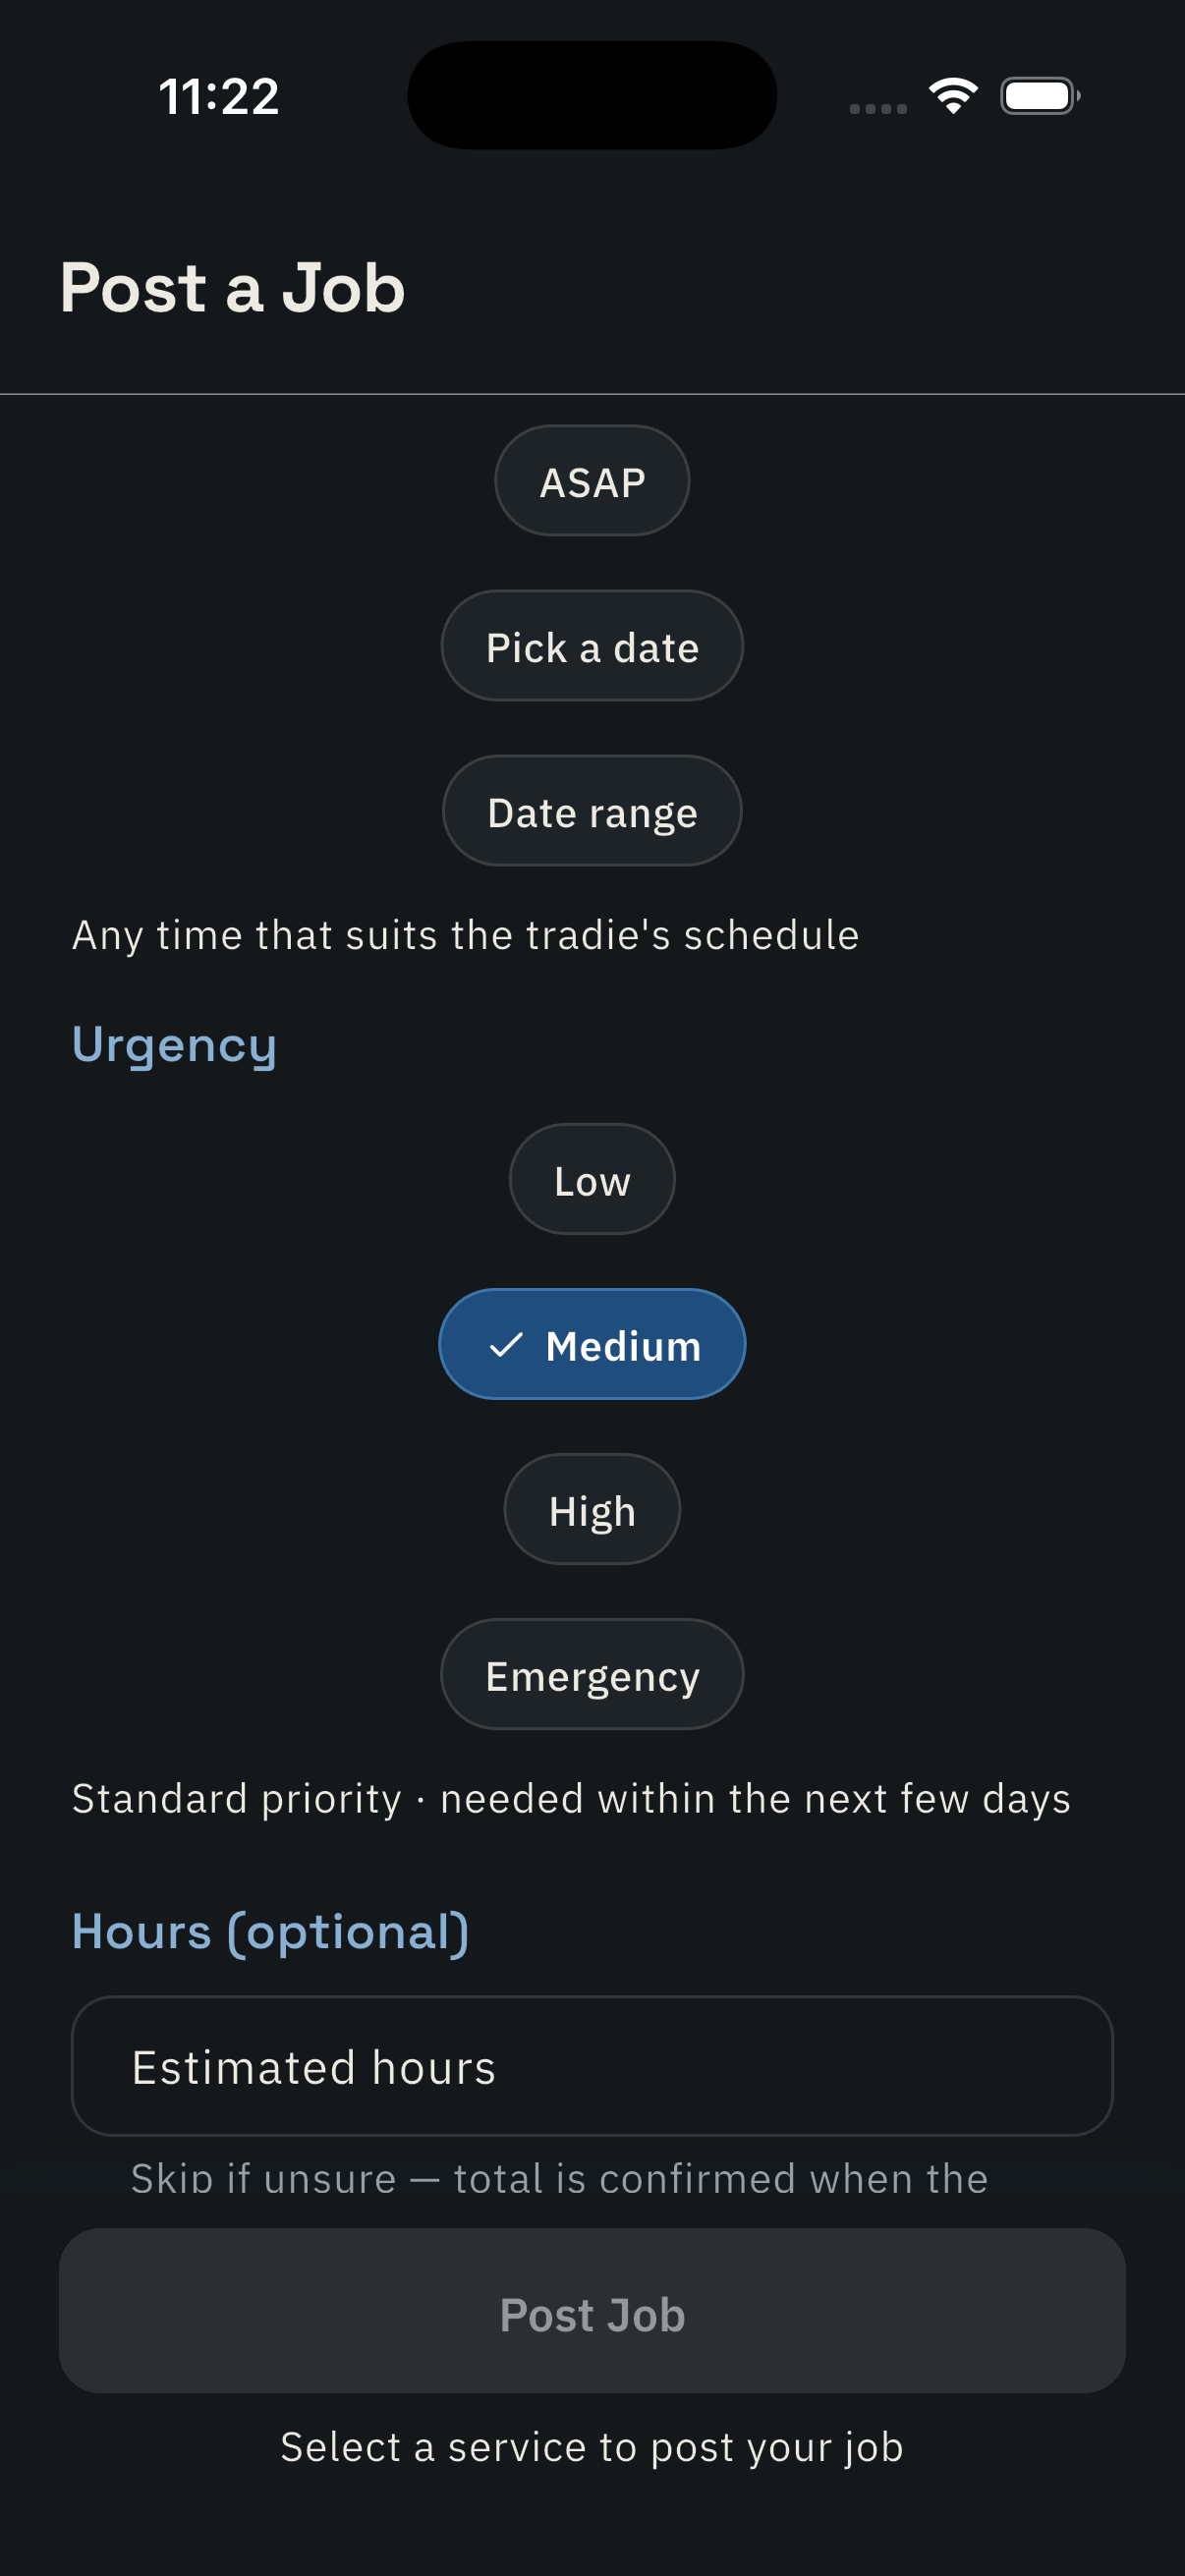 11:22
Post a Job
ASAP
Pick a date
Date range
Any time that suits the tradie's schedule
Urgency
Low
Medium
High
Emergency
Standard priority · needed within the next few days
Hours (optional)
Estimated hours
Skip if unsure — total is confirmed when the
Post Job
Select a service to post your job